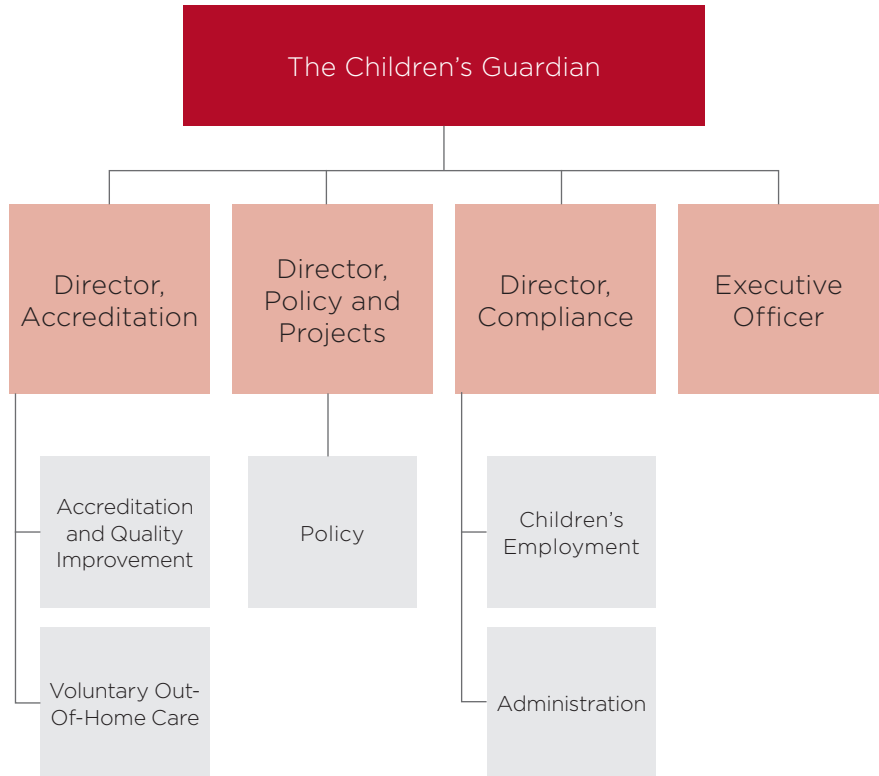 The Children's Guardian
Director,
Accreditation
Director,
Policy and
Projects
Director,
Compliance
Executive
Officer
Accreditation
and Quality
Improvement
Policy
Children's
Employment
Voluntary Out-
Of-Home Care
Administration